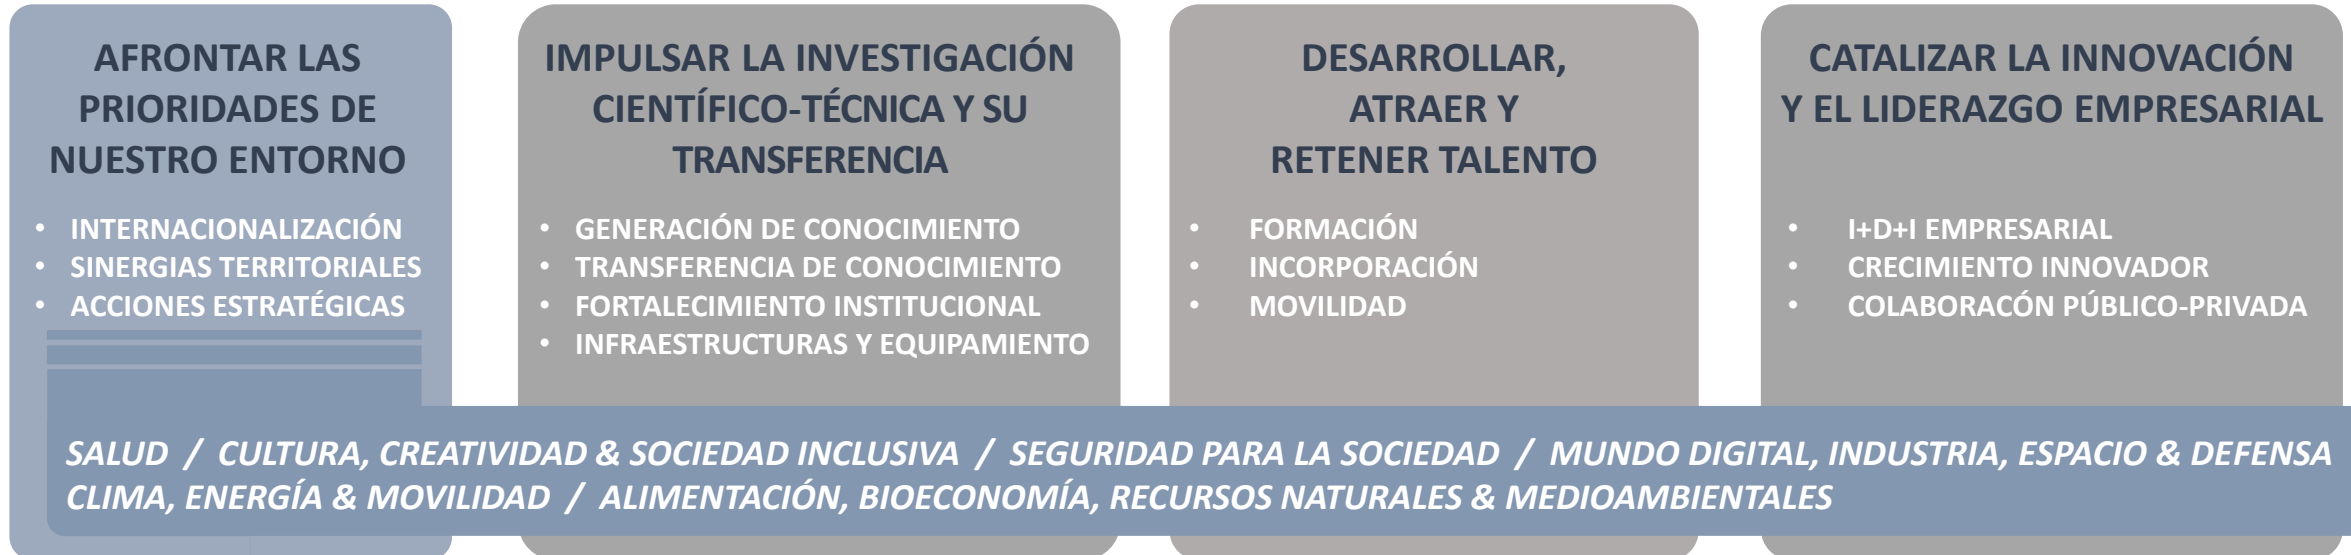 AFRONTAR LAS
PRIORIDADES DE
NUESTRO ENTORNO
• INTERNACIONALIZACIÓN
• SINERGIAS TERRITORIALES
• ACCIONES ESTRATÉGICAS
IMPULSAR LA INVESTIGACIÓN
CIENTÍFICO-TÉCNICA Y SU
TRANSFERENCIA
• GENERACIÓN DE CONOCIMIENTO
• TRANSFERENCIA DE CONOCIMIENTO
• FORTALECIMIENTO INSTITUCIONAL
• INFRAESTRUCTURAS Y EQUIPAMIENTO
DESARROLLAR,
ATRAER Y
RETENER TALENTO
• FORMACIÓN
• INCORPORACIÓN
• MOVILIDAD
CATALIZAR LA INNOVACIÓN
Y EL LIDERAZGO EMPRESARIAL
• I+D+I EMPRESARIAL
• CRECIMIENTO INNOVADOR
• COLABORACÓN PÚBLICO-PRIVADA
SALUD / CULTURA, CREATIVIDAD & SOCIEDAD INCLUSIVA / SEGURIDAD PARA LA SOCIEDAD / MUNDO DIGITAL, INDUSTRIA, ESPACIO & DEFENSA
CLIMA, ENERGÍA & MOVILIDAD / ALIMENTACIÓN, BIOECONOMÍA, RECURSOS NATURALES & MEDIOAMBIENTALES